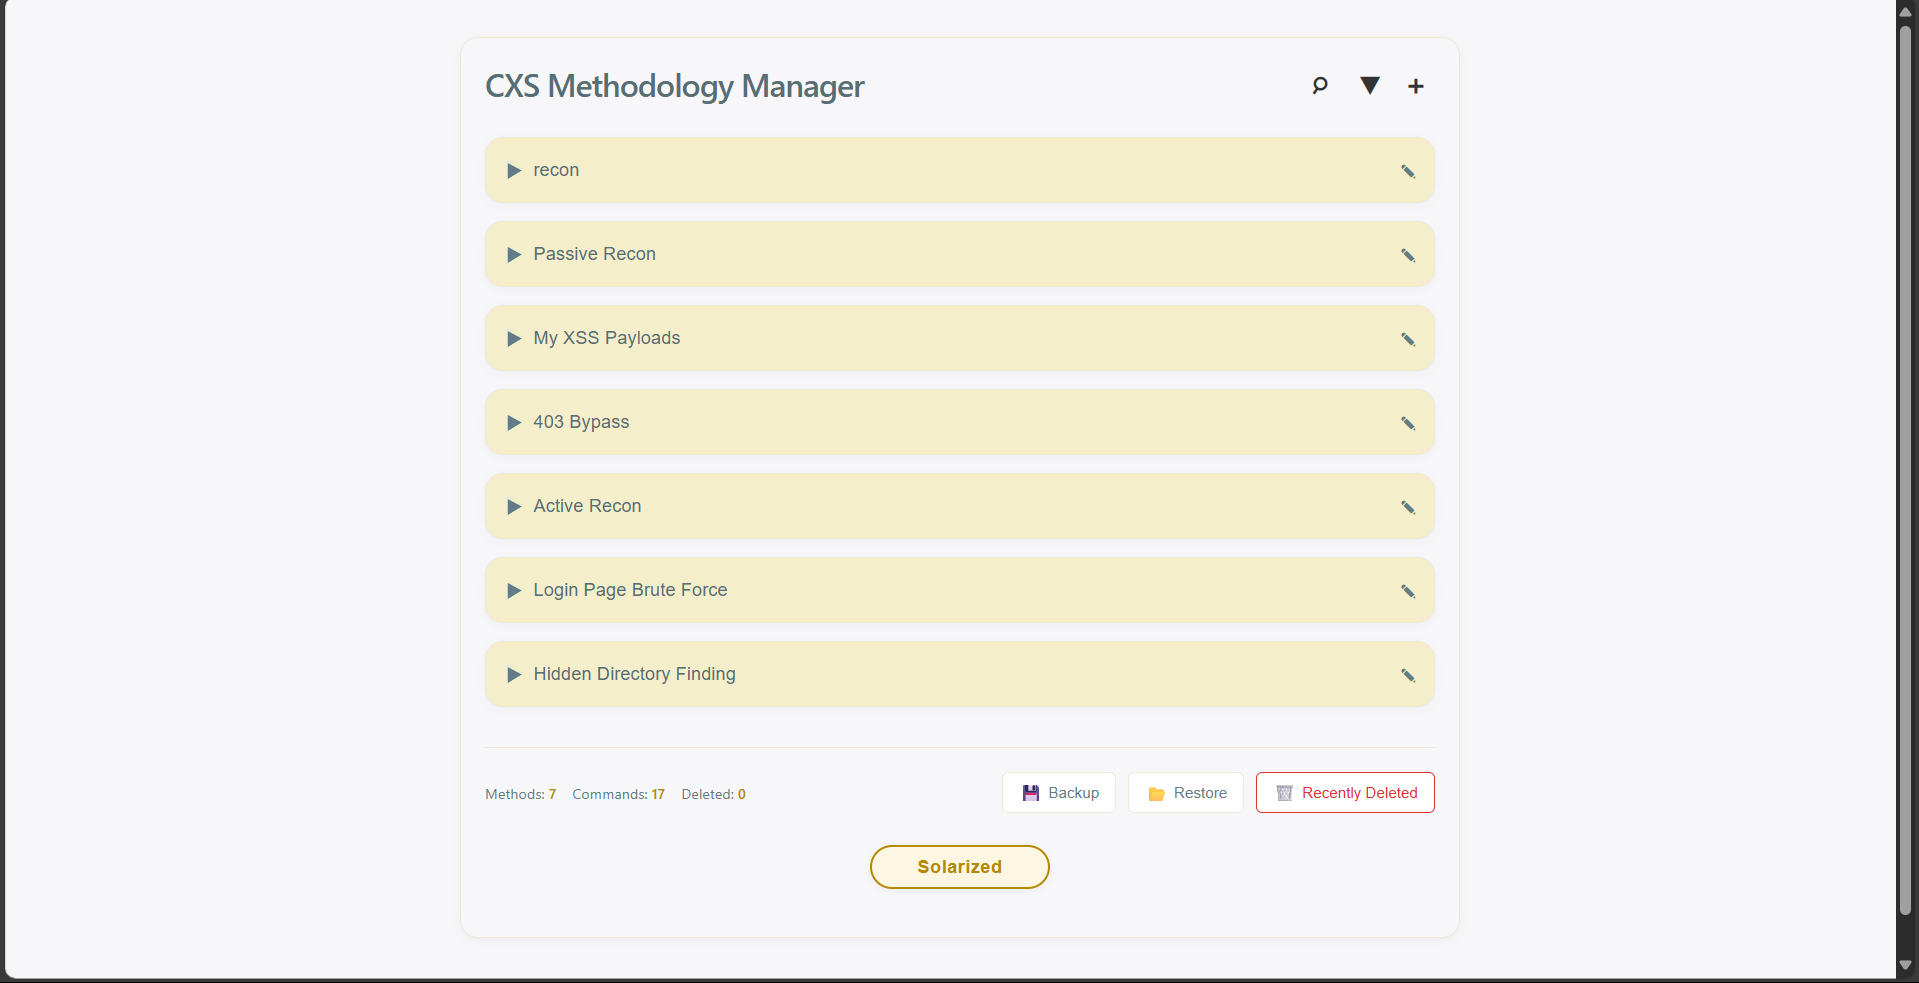 CXS Methodology Manager
recon
Passive Recon
My XSS Payloads
403 Bypass
Active Recon
Login Page Brute Force
Hidden Directory Finding
Methods: 7 Commands: 17 Deleted: 0
Backup
Restore
Recently Deleted
Solarized